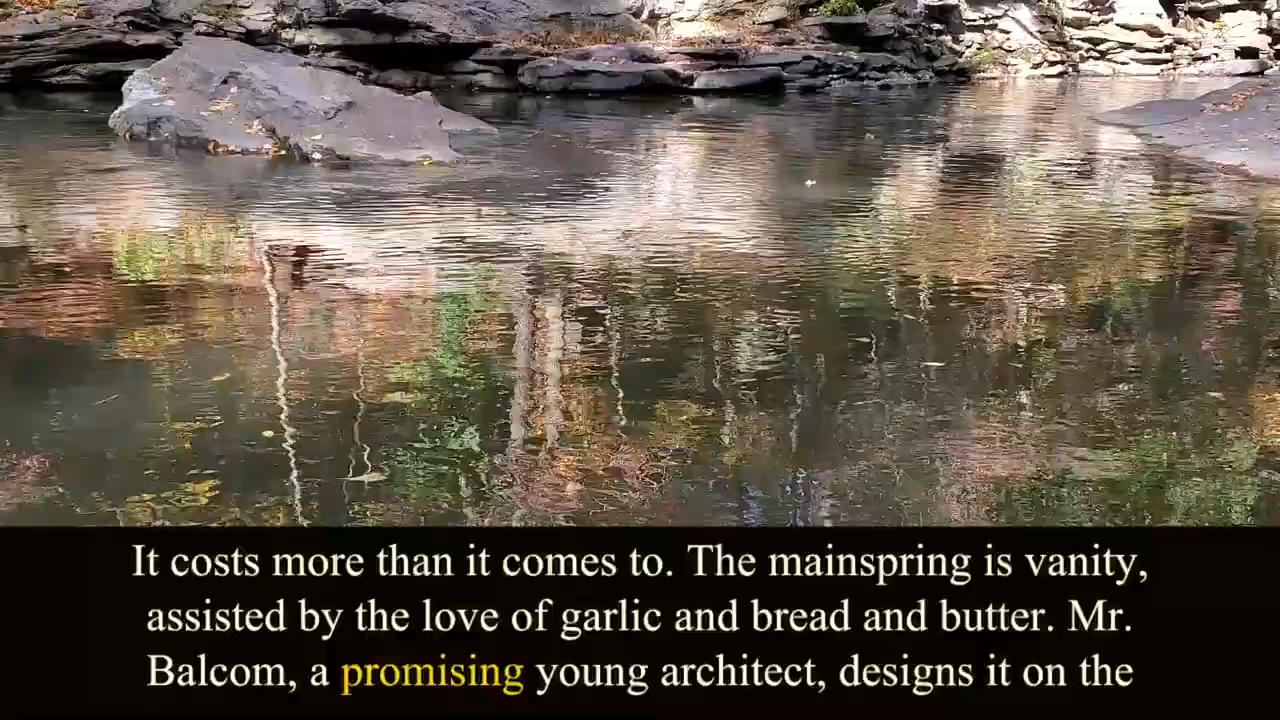 It costs more than it comes to. The mainspring is vanity,
assisted by the love of garlic and bread and butter. Mr.
Balcom, a promising young architect, designs it on the